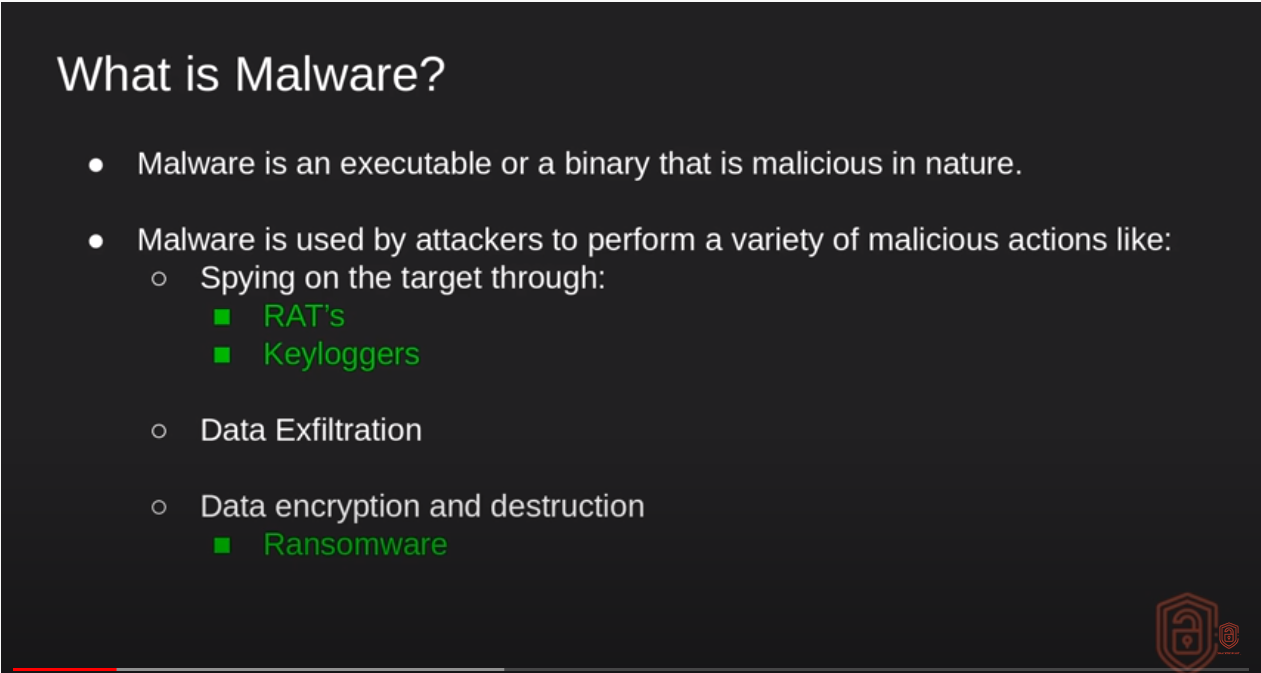 What is Malware?
● Malware is an executable or a binary that is malicious in nature.
● Malware is used by attackers to perform a variety of malicious actions like:
○ Spying on the target through:
■ RAT’s
■ Keyloggers
○ Data Exfiltration
○ Data encryption and destruction
■ Ransomware